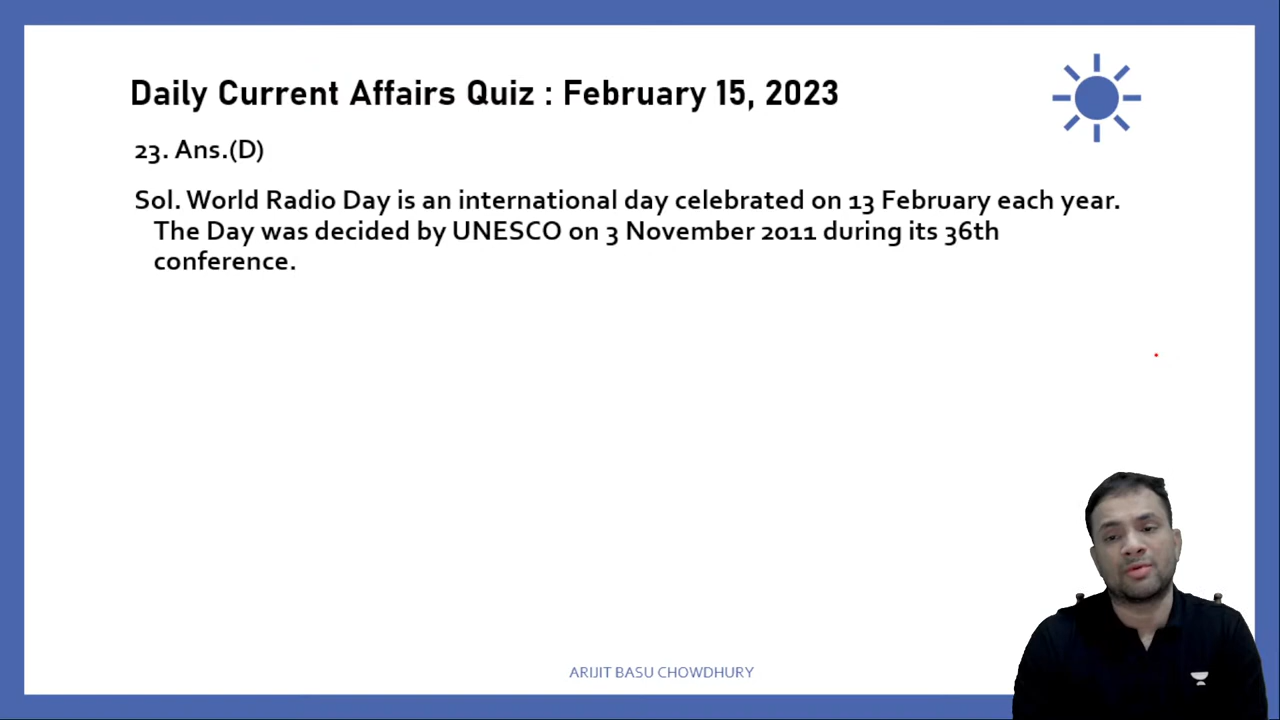 Daily Current Affairs Quiz : February 15, 2023
23. Ans.(D)
Sol. World Radio Day is an international day celebrated on 13 February each year.
The Day was decided by UNESCO on 3 November 2011 during its 36th
conference.
ARIJIT BASU CHOWDHURY